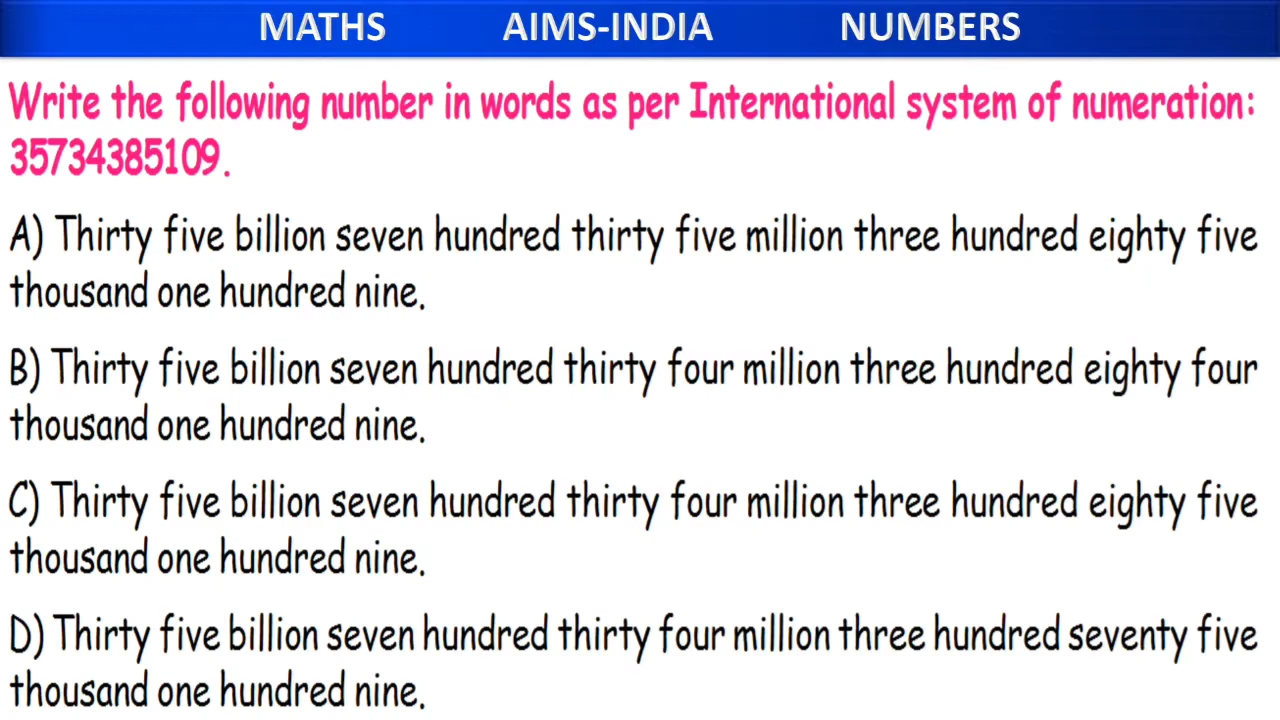 MATHS AIMS-INDIA NUMBERS
Write the following number in words as per International system of numeration:
35734385109.
A) Thirty five billion seven hundred thirty five million three hundred eighty five
thousand one hundred nine.
B) Thirty five billion seven hundred thirty four million three hundred eighty four
thousand one hundred nine.
C) Thirty five billion seven hundred thirty four million three hundred eighty five
thousand one hundred nine.
D) Thirty five billion seven hundred thirty four million three hundred seventy five
thousand one hundred nine.